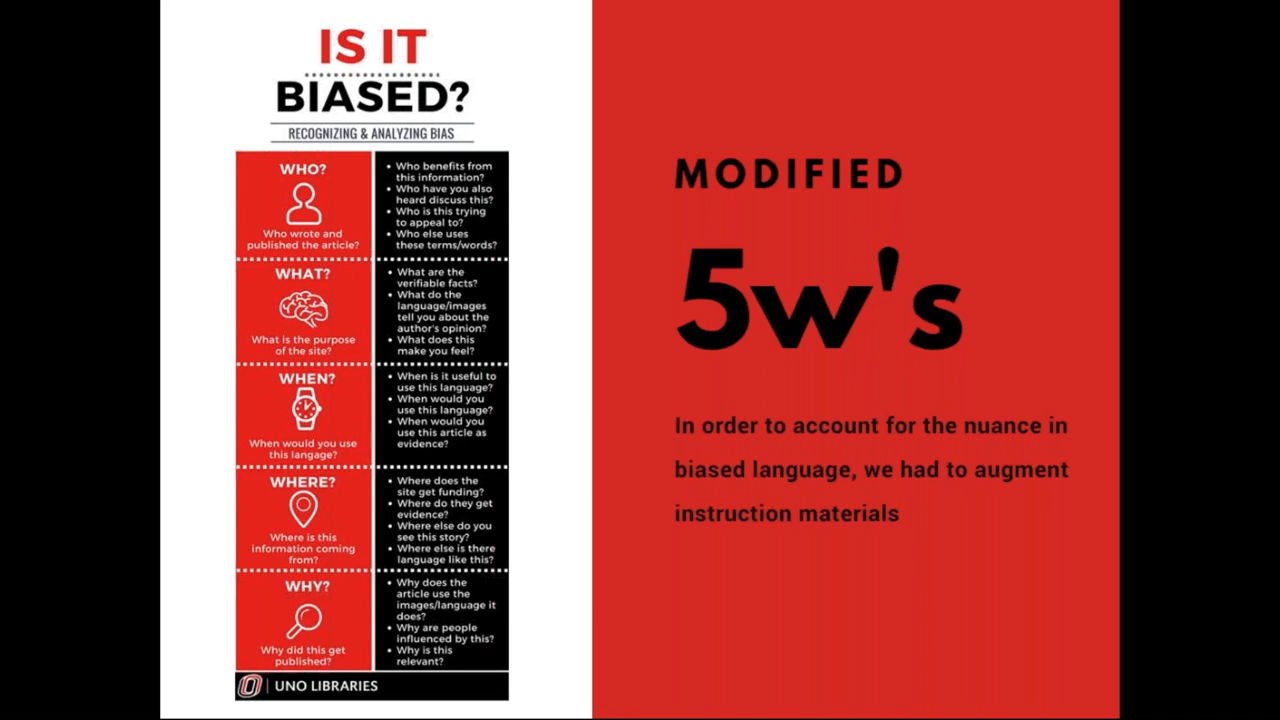 IS IT
BIASED?
RECOGNIZING & ANALYZING BIAS
WHO?
Who wrote and
published the article?
• Who benefits from
this information?
• Who have you also
heard discuss this?
• Who is this trying
to appeal to?
• Who else uses
these terms/words?
WHAT?
What is the purpose
of the site?
• What are the
verifiable facts?
• What do the
language/images
tell you about the
author's opinion?
• What does this
make you feel?
WHEN?
When would you use
this langage?
• When is it useful to
use this language?
• When would you
use this language?
• When would you
use this article as
evidence?
WHERE?
Where is this
information coming
from?
• Where does the
site get funding?
• Where do they get
evidence?
• Where else do you
see this story?
• Where else is there
language like this?
WHY?
Why did this get
published?
• Why does the
article use the
images/language it
does?
• Why are people
influenced by this?
• Why is this
relevant?
O | UNO LIBRARIES
MODIFIED
5w's
In order to account for the nuance in
biased language, we had to augment
instruction materials